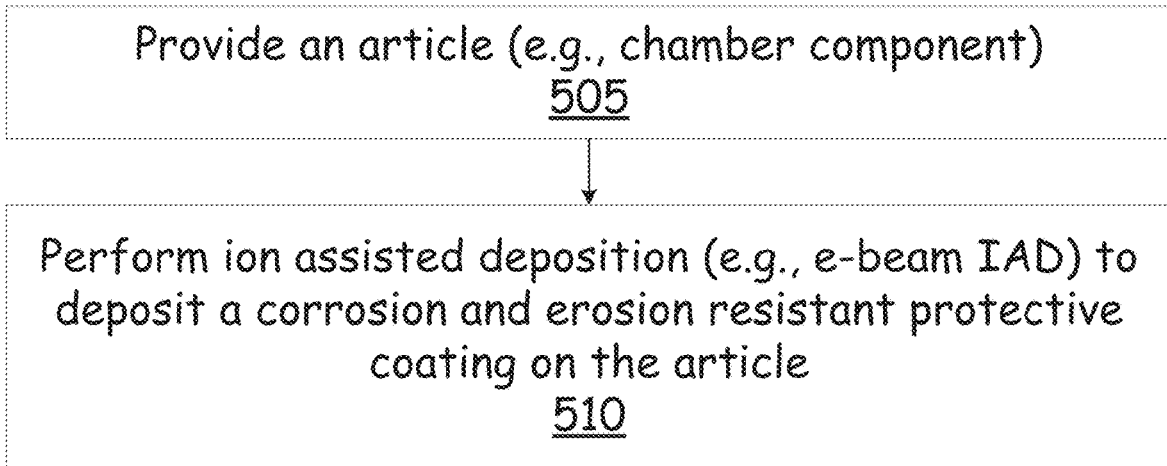 Provide an article (e.g., chamber component)
505
Perform ion assisted deposition (e.g., e-beam IAD) to
deposit a corrosion and erosion resistant protective
coating on the article
510